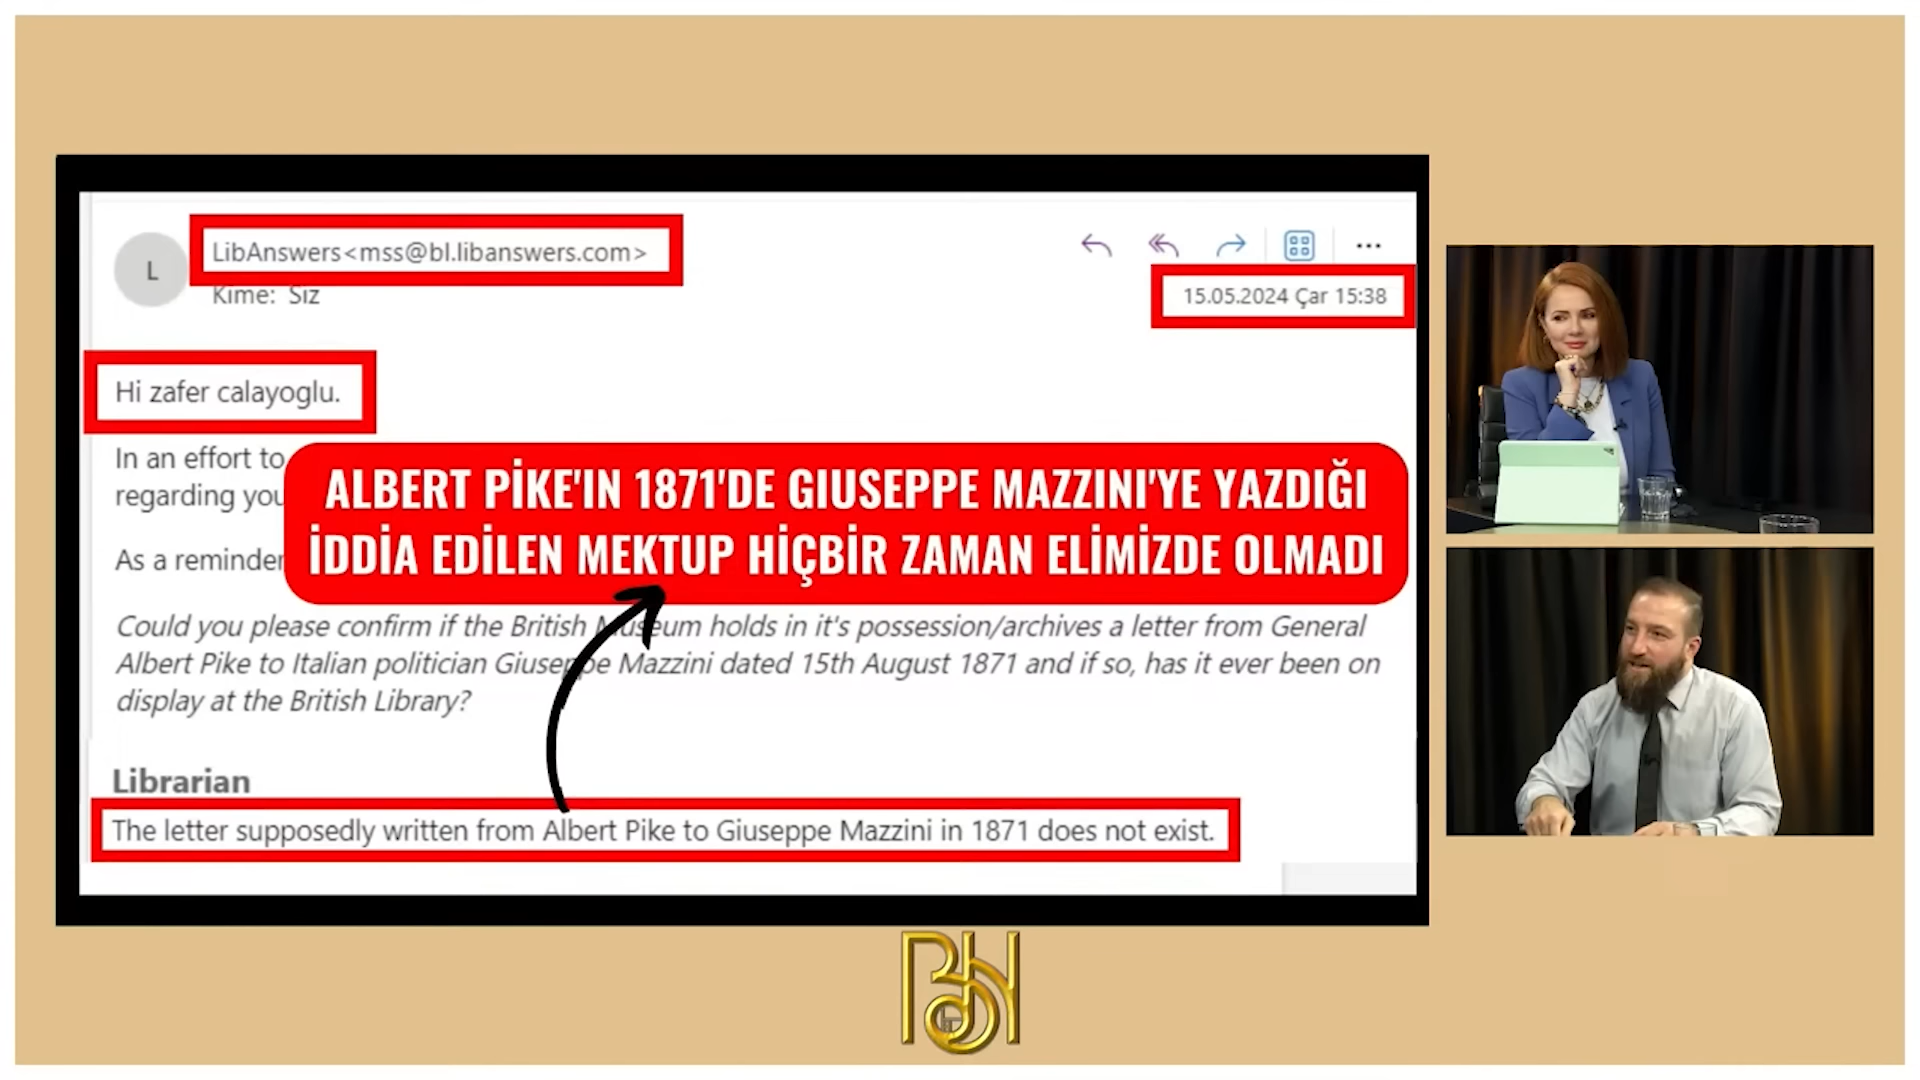 L
LibAnswers<mss@bl.libanswers.com>
Kime: Siz
15.05.2024 Çar 15:38
Hi zafer calayoglu.
In an effort to
regarding you
As a reminder
ALBERT PİKE'IN 1871'DE GIUSEPPE MAZZINI'YE YAZDIĞI
İDDİA EDİLEN MEKTUP HİÇBİR ZAMAN ELİMİZDE OLMADI
Could you please confirm if the British Museum holds in it's possession/archives a letter from General
Albert Pike to Italian politician Giuseppe Mazzini dated 15th August 1871 and if so, has it ever been on
display at the British Library?
Librarian
The letter supposedly written from Albert Pike to Giuseppe Mazzini in 1871 does not exist.